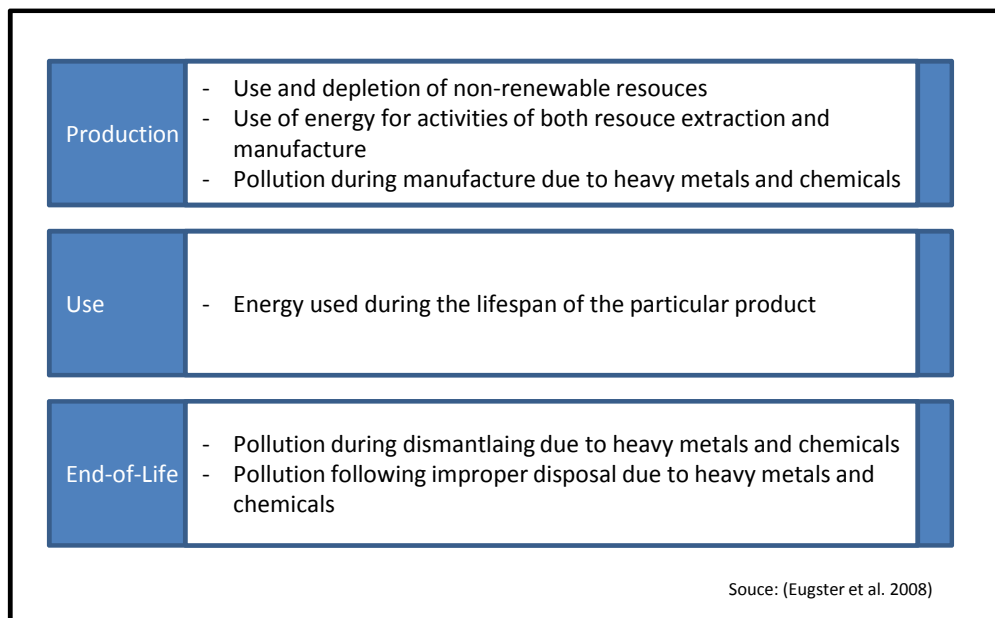 Production
- Use and depletion of non-renewable resouces
- Use of energy for activities of both resouce extraction and
manufacture
- Pollution during manufacture due to heavy metals and chemicals
Use
- Energy used during the lifespan of the particular product
End-of-Life
- Pollution during dismantlaing due to heavy metals and chemicals
- Pollution following improper disposal due to heavy metals and
chemicals
Souce: (Eugster et al. 2008)